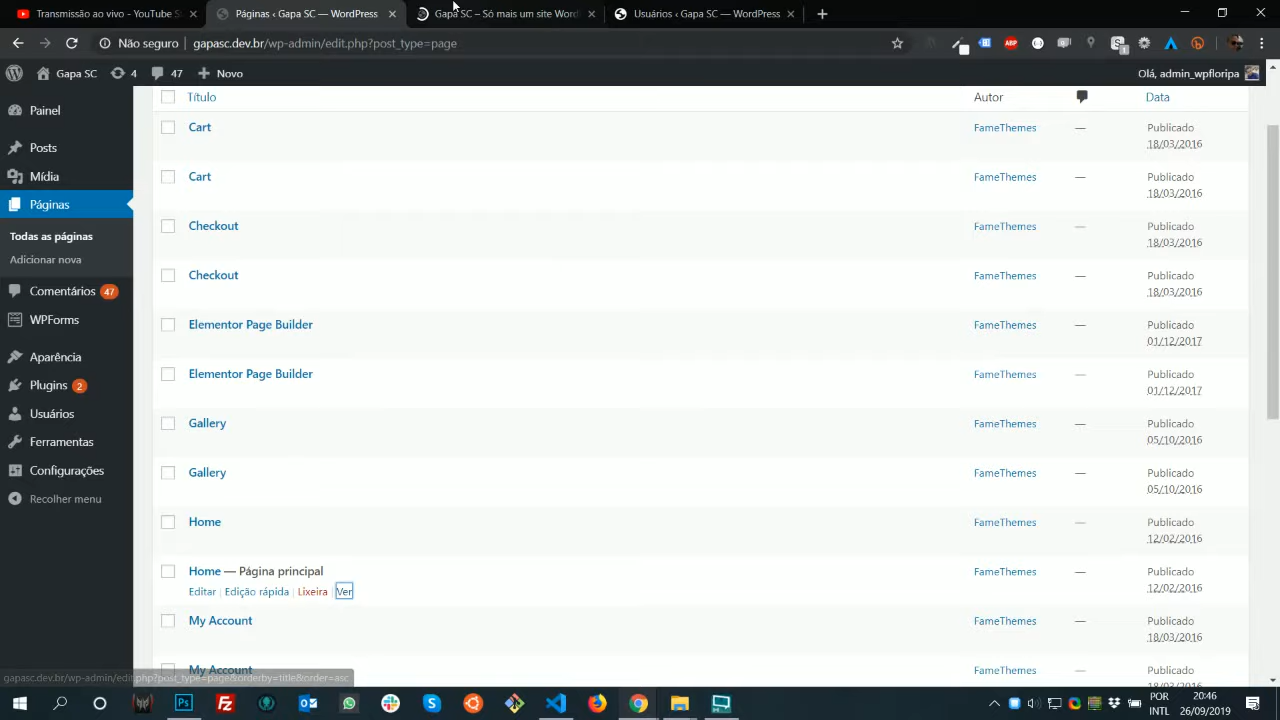 Transmissão ao vivo - YouTube S
Páginas ‹ Gapa SC — WordPress
Gapa SC – Só mais um site Word
Usuários ‹ Gapa SC — WordPress
Não seguro | gapasc.dev.br/wp-admin/edit.php?post_type=page
ABP
1
Gapa SC 4 47 Novo
Olá, admin_wpfloripa
Painel
Posts
Mídia
Páginas
Todas as páginas
Adicionar nova
Comentários 47
WPForms
Aparência
Plugins 2
Usuários
Ferramentas
Configurações
Recolher menu
Título Autor Data
Cart FameThemes — Publicado
18/03/2016
Cart FameThemes — Publicado
18/03/2016
Checkout FameThemes — Publicado
18/03/2016
Checkout FameThemes — Publicado
18/03/2016
Elementor Page Builder FameThemes — Publicado
01/12/2017
Elementor Page Builder FameThemes — Publicado
01/12/2017
Gallery FameThemes — Publicado
05/10/2016
Gallery FameThemes — Publicado
05/10/2016
Home FameThemes — Publicado
12/02/2016
Home — Página principal FameThemes — Publicado
Editar | Edição rápida | Lixeira | Ver 12/02/2016
My Account FameThemes — Publicado
18/03/2016
My Account FameThemes — Publicado
18/03/2016
gapasc.dev.br/wp-admin/edit.php?post_type=page&orderby=title&order=asc
Ps
Fz
POR
INTL
20:46
26/09/2019